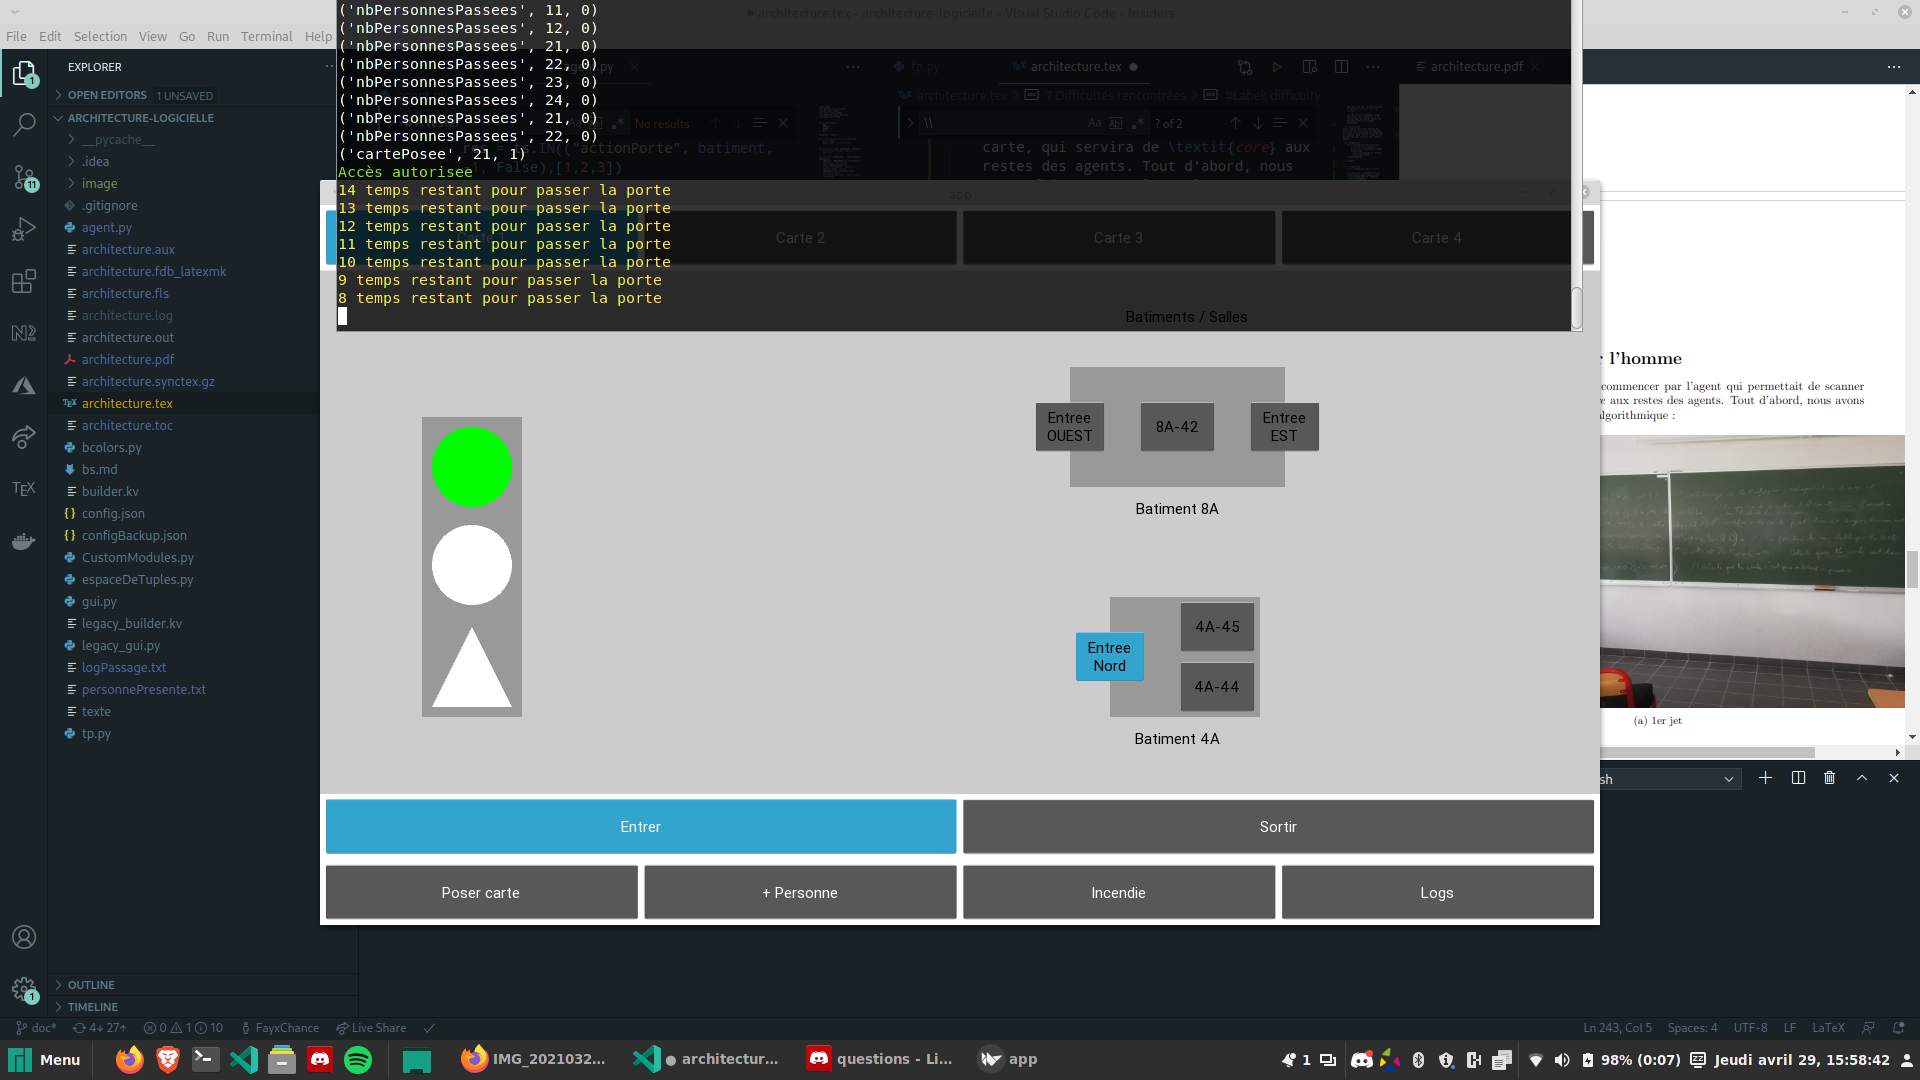 architecture.tex - architecture-logicielle - Visual Studio Code - Insiders
File Edit Selection View Go Run Terminal Help
('nbPersonnesPassees', 11, 0)
('nbPersonnesPassees', 12, 0)
('nbPersonnesPassees', 21, 0)
('nbPersonnesPassees', 22, 0)
('nbPersonnesPassees', 23, 0)
('nbPersonnesPassees', 24, 0)
('nbPersonnesPassees', 21, 0)
('nbPersonnesPassees', 22, 0)
('cartePosee', 21, 1)
Accès autorisee
14 temps restant pour passer la porte
13 temps restant pour passer la porte
12 temps restant pour passer la porte
11 temps restant pour passer la porte
10 temps restant pour passer la porte
9 temps restant pour passer la porte
8 temps restant pour passer la porte
EXPLORER
OPEN EDITORS 1 UNSAVED
ARCHITECTURE-LOGICIELLE
__pycache__
.idea
image
.gitignore
agent.py
architecture.aux
architecture.fdb_latexmk
architecture.fls
architecture.log
architecture.out
architecture.pdf
architecture.synctex.gz
architecture.tex
architecture.toc
bcolors.py
bs.md
builder.kv
config.json
configBackup.json
CustomModules.py
espaceDeTuples.py
gui.py
legacy_builder.kv
legacy_gui.py
logPassage.txt
personnePresente.txt
texte
tp.py
OUTLINE
TIMELINE
tp.py
architecture.tex
architecture.pdf
architecture.tex > 7 Difficultés rencontrées > #Label: difficulty
No results
\\ Aa ? of 2
res = ts.IN(("actionPorte", batiment,
False),[1,2,3])
carte, qui servira de \textit{core} aux
restes des agents. Tout d'abord, nous
app
Carte 2
Carte 3
Carte 4
Batiments / Salles
Entree
OUEST
8A-42
Entree
EST
Batiment 8A
Entree
Nord
4A-45
4A-44
Batiment 4A
Entrer
Sortir
Poser carte
+ Personne
Incendie
Logs
l'homme
commencer par l'agent qui permettait de scanner
aux restes des agents. Tout d'abord, nous avons
algorithmique :
(a) 1er jet
sh
doc* 4↓ 27↑ 0 1 10 FayxChance Live Share
Ln 243, Col 5 Spaces: 4 UTF-8 LF LaTeX
Menu
IMG_2021032...
architectur...
questions - Li...
app
1
98% (0:07)
Jeudi avril 29, 15:58:42